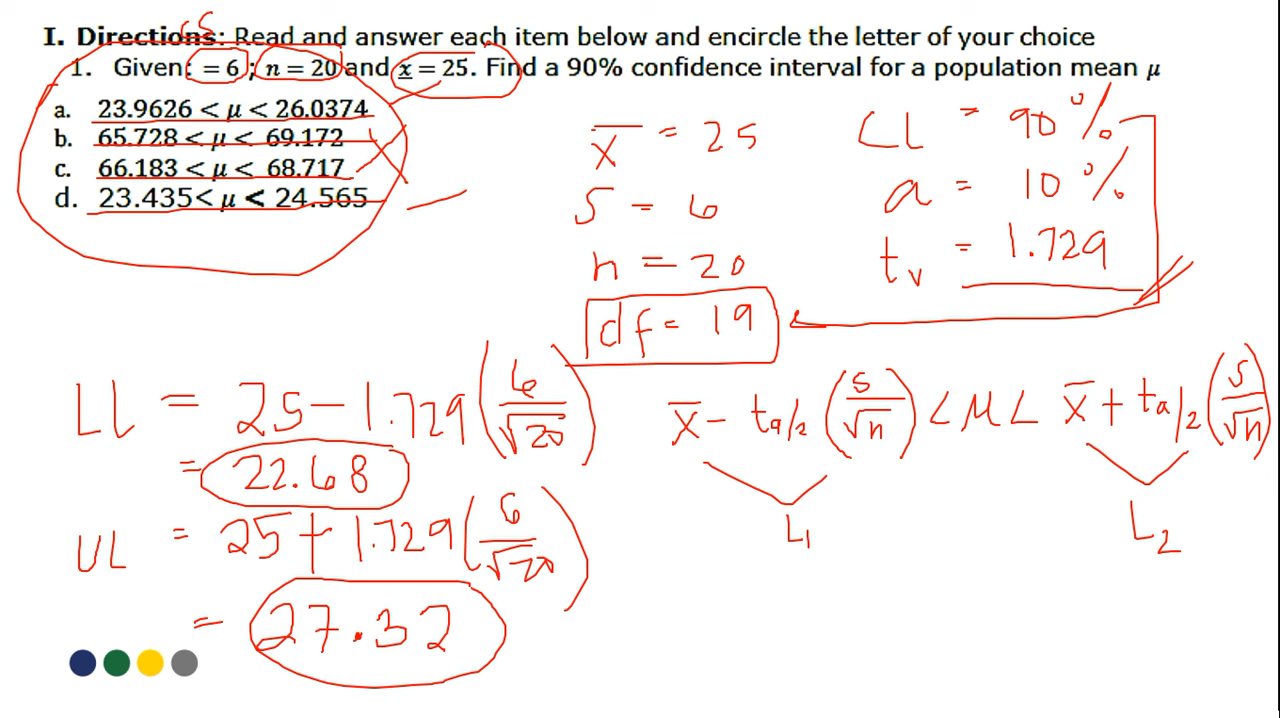 I. Directions: Read and answer each item below and encircle the letter of your choice
1. Given: = 6 ; n = 20 and x = 25. Find a 90% confidence interval for a population mean μ
a. 23.9626 < μ < 26.0374
b. 65.728 < μ < 69.172
c. 66.183 < μ < 68.717
d. 23.435< μ < 24.565
x̅ = 25
S = 6
n = 20
df = 19
CL = 90%
a = 10%
tv = 1.729
LL = 25 - 1.729 (6/√20)
= 22.68
UL = 25 + 1.729 (6/√20)
= 27.32
x̅ - ta/2 (s/√n) < M < x̅ + ta/2 (s/√n)
L1 L2